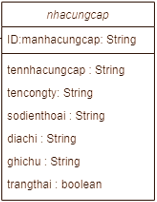 nhacungcap
ID:manhacungcap: String
tennhacungcap : String
tencongty: String
sodienthoai : String
diachi : String
ghichu : String
trangthai : boolean